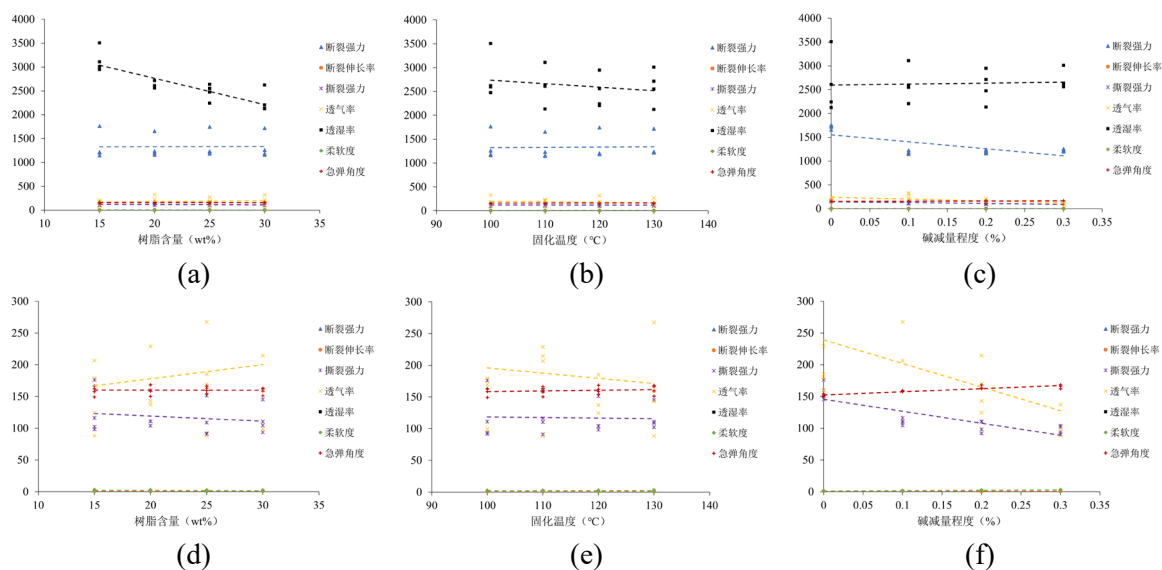 4000
3500
3000
2500
2000
1500
1000
500
0
10 15 20 25 30 35
树脂含量（wt%）
断裂强力
断裂伸长率
撕裂强力
透气率
透湿率
柔软度
急弹角度
(a)
4000
3500
3000
2500
2000
1500
1000
500
0
90 100 110 120 130 140
固化温度（℃）
断裂强力
断裂伸长率
撕裂强力
透气率
透湿率
柔软度
急弹角度
(b)
4000
3500
3000
2500
2000
1500
1000
500
0
0 0.05 0.1 0.15 0.2 0.25 0.3 0.35
碱减量程度（%）
断裂强力
断裂伸长率
撕裂强力
透气率
透湿率
柔软度
急弹角度
(c)
300
250
200
150
100
50
0
10 15 20 25 30 35
树脂含量（wt%）
断裂强力
断裂伸长率
撕裂强力
透气率
透湿率
柔软度
急弹角度
(d)
300
250
200
150
100
50
0
90 100 110 120 130 140
固化温度（℃）
断裂强力
断裂伸长率
撕裂强力
透气率
透湿率
柔软度
急弹角度
(e)
300
250
200
150
100
50
0
0 0.05 0.1 0.15 0.2 0.25 0.3 0.35
碱减量程度（%）
断裂强力
断裂伸长率
撕裂强力
透气率
透湿率
柔软度
急弹角度
(f)